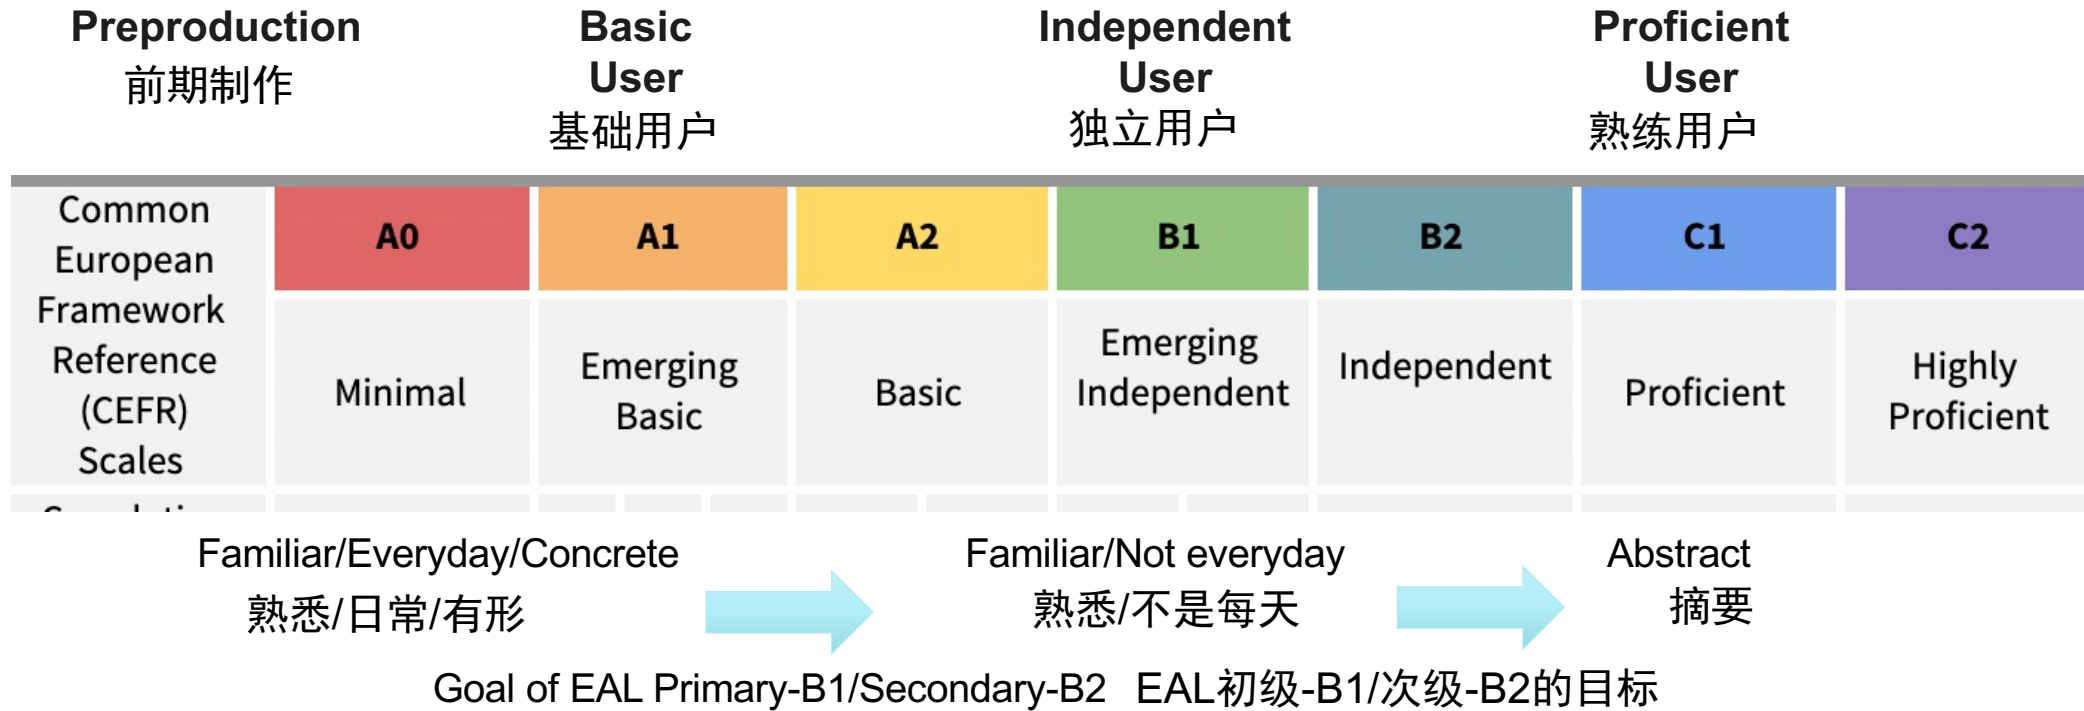 Preproduction
前期制作
Basic
User
基础用户
Independent
User
独立用户
Proficient
User
熟练用户
Common
European
Framework
Reference
(CEFR)
Scales
A0
A1
A2
B1
B2
C1
C2
Minimal
Emerging
Basic
Basic
Emerging
Independent
Independent
Proficient
Highly
Proficient
Familiar/Everyday/Concrete
熟悉/日常/有形
Familiar/Not everyday
熟悉/不是每天
Abstract
摘要
Goal of EAL Primary-B1/Secondary-B2 EAL初级-B1/次级-B2的目标